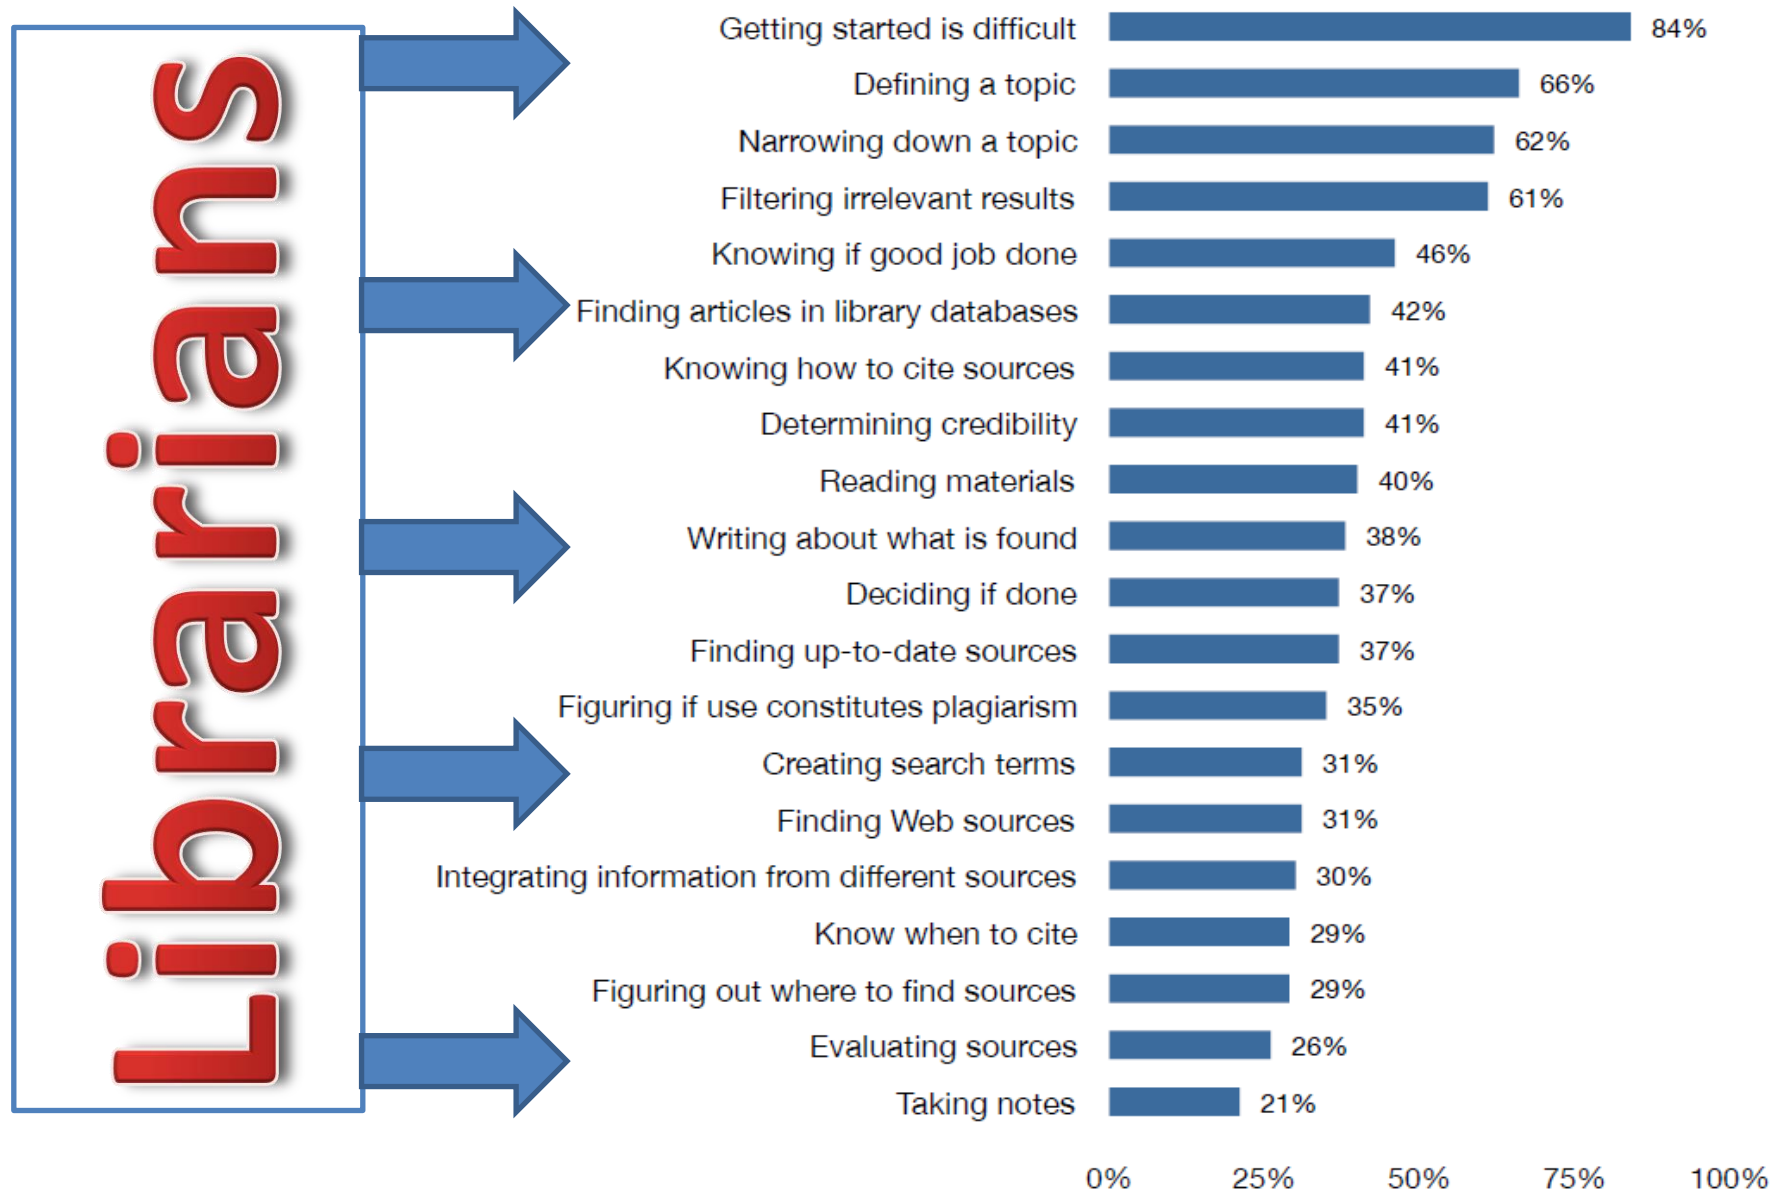 Librarians
Getting started is difficult 84%
Defining a topic 66%
Narrowing down a topic 62%
Filtering irrelevant results 61%
Knowing if good job done 46%
Finding articles in library databases 42%
Knowing how to cite sources 41%
Determining credibility 41%
Reading materials 40%
Writing about what is found 38%
Deciding if done 37%
Finding up-to-date sources 37%
Figuring if use constitutes plagiarism 35%
Creating search terms 31%
Finding Web sources 31%
Integrating information from different sources 30%
Know when to cite 29%
Figuring out where to find sources 29%
Evaluating sources 26%
Taking notes 21%
0% 25% 50% 75% 100%